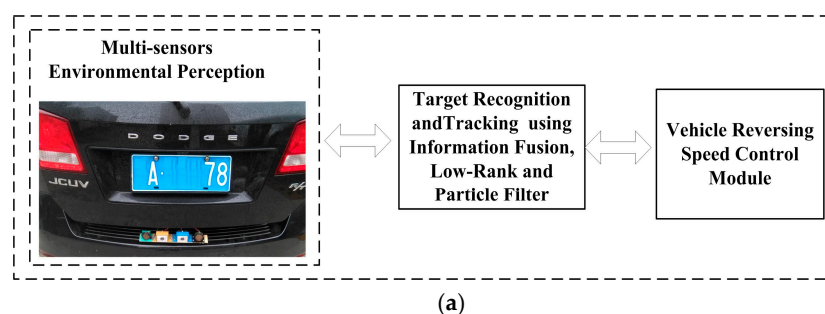 Multi-sensors
Environmental Perception
DODGE
A· 78
JCUV
Target Recognition
andTracking using
Information Fusion,
Low-Rank and
Particle Filter
Vehicle Reversing
Speed Control
Module
(a)